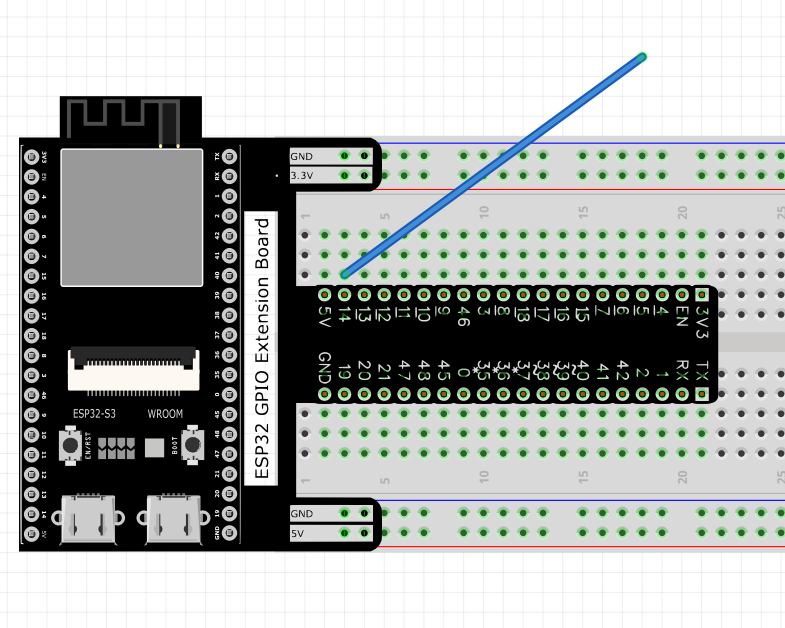 GND
3.3V
1 5 10 15 20 25
5V 14 13 12 11 10 9 46 3 8 18 17 16 15 7 6 5 4 EN 3V3
GND 19 20 21 47 48 45 0 *35 *36 *37 38 39 40 41 42 2 1 RX TX
1 5 10 15 20 25
GND
5V
ESP32 GPIO Extension Board
3V3
EN
4
5
6
7
15
16
17
18
8
3
46
9
10
11
12
13
14
5V
TX
RX
1
2
42
41
40
39
38
37
36
35
0
45
48
47
21
20
19
GND
ESP32-S3 WROOM
EN/RST
BOOT